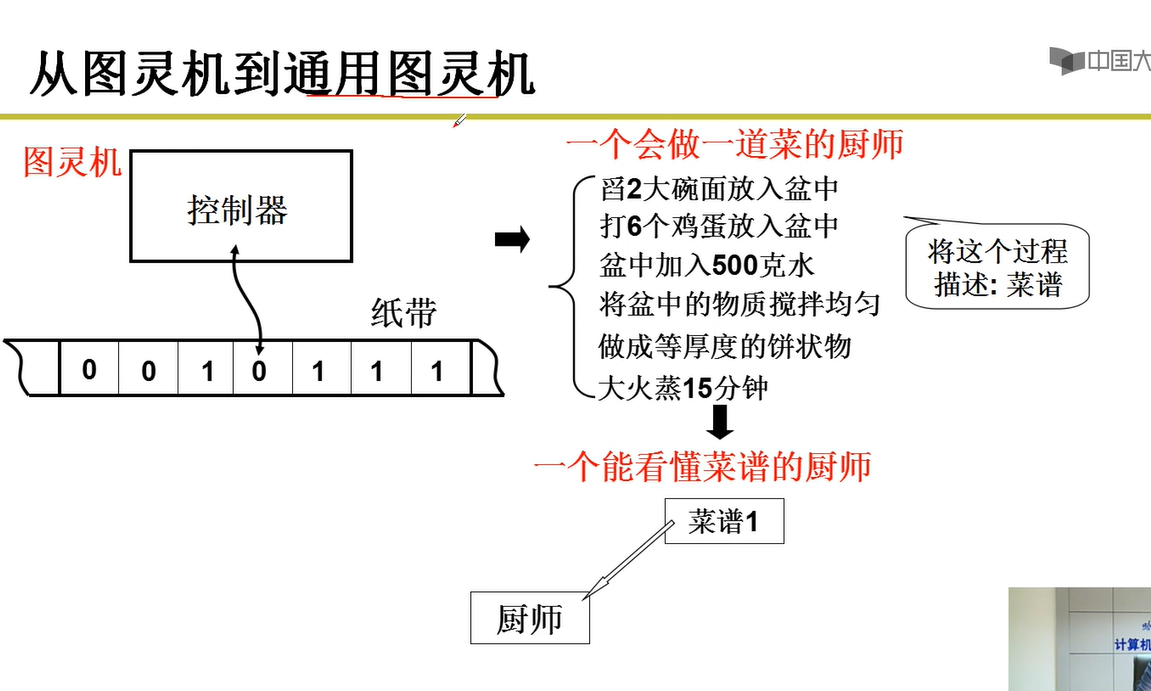 从图灵机到通用图灵机
中国大
图灵机
控制器
纸带
0 0 1 0 1 1 1
一个会做一道菜的厨师
舀2大碗面放入盆中
打6个鸡蛋放入盆中
盆中加入500克水
将盆中的物质搅拌均匀
做成等厚度的饼状物
大火蒸15分钟
将这个过程
描述: 菜谱
一个能看懂菜谱的厨师
菜谱1
厨师
计算机